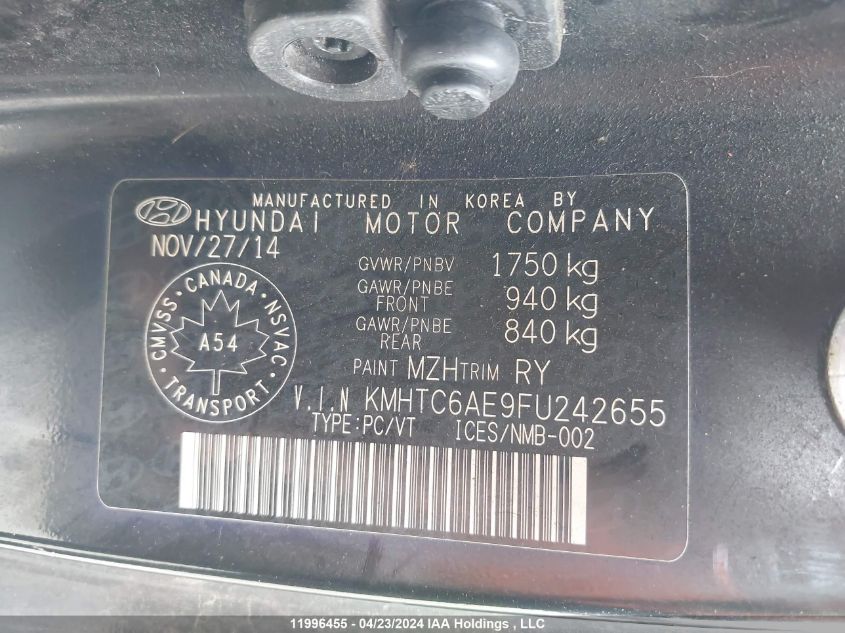 MANUFACTURED IN KOREA BY
HYUNDAI MOTOR COMPANY
NOV/27/14
GVWR/PNBV 1750 kg
GAWR/PNBE FRONT 940 kg
GAWR/PNBE REAR 840 kg
CMVSS · CANADA · NSVAC
A54
· TRANSPORT ·
PAINT MZH TRIM RY
V.I.N KMHTC6AE9FU242655
TYPE:PC/VT ICES/NMB-002
11996455 - 04/23/2024 IAA Holdings , LLC